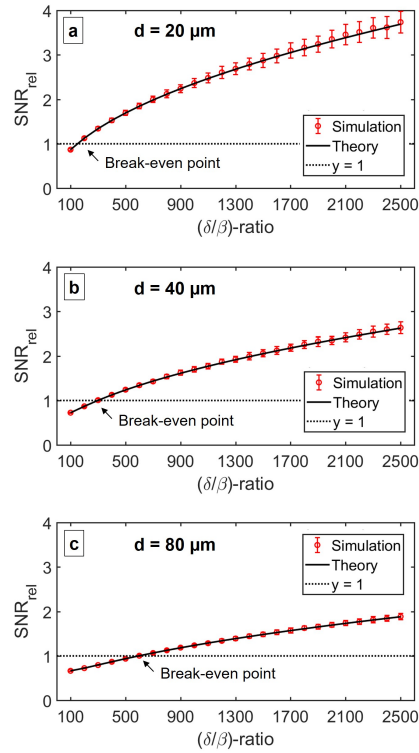 a
d = 20 µm
SNRrel
4
3
2
1
0
Break-even point
Simulation
Theory
y = 1
100 500 900 1300 1700 2100 2500
(δ/β)-ratio
b
d = 40 µm
SNRrel
4
3
2
1
0
Break-even point
Simulation
Theory
y = 1
100 500 900 1300 1700 2100 2500
(δ/β)-ratio
c
d = 80 µm
SNRrel
4
3
2
1
0
Simulation
Theory
y = 1
Break-even point
100 500 900 1300 1700 2100 2500
(δ/β)-ratio